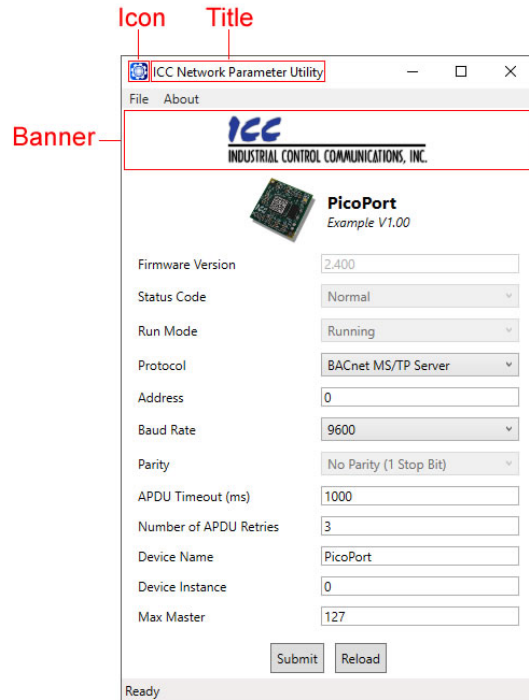 Icon Title
ICC Network Parameter Utility
File About
Banner
ICC
INDUSTRIAL CONTROL COMMUNICATIONS, INC.
PicoPort
Example V1.00
Firmware Version 2.400
Status Code Normal
Run Mode Running
Protocol BACnet MS/TP Server
Address 0
Baud Rate 9600
Parity No Parity (1 Stop Bit)
APDU Timeout (ms) 1000
Number of APDU Retries 3
Device Name PicoPort
Device Instance 0
Max Master 127
Submit Reload
Ready